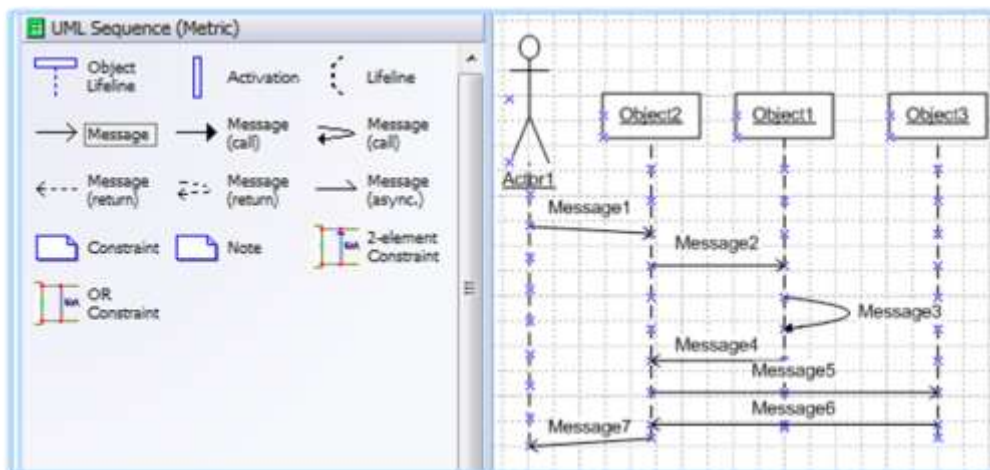 UML Sequence (Metric)
Object
Lifeline
Activation
Lifeline
Message
Message
(call)
Message
(call)
Message
(return)
Message
(return)
Message
(async.)
Constraint
Note
2-element
Constraint
OR
Constraint
Object2
Object1
Object3
Actor1
Message1
Message2
Message3
Message4
Message5
Message6
Message7